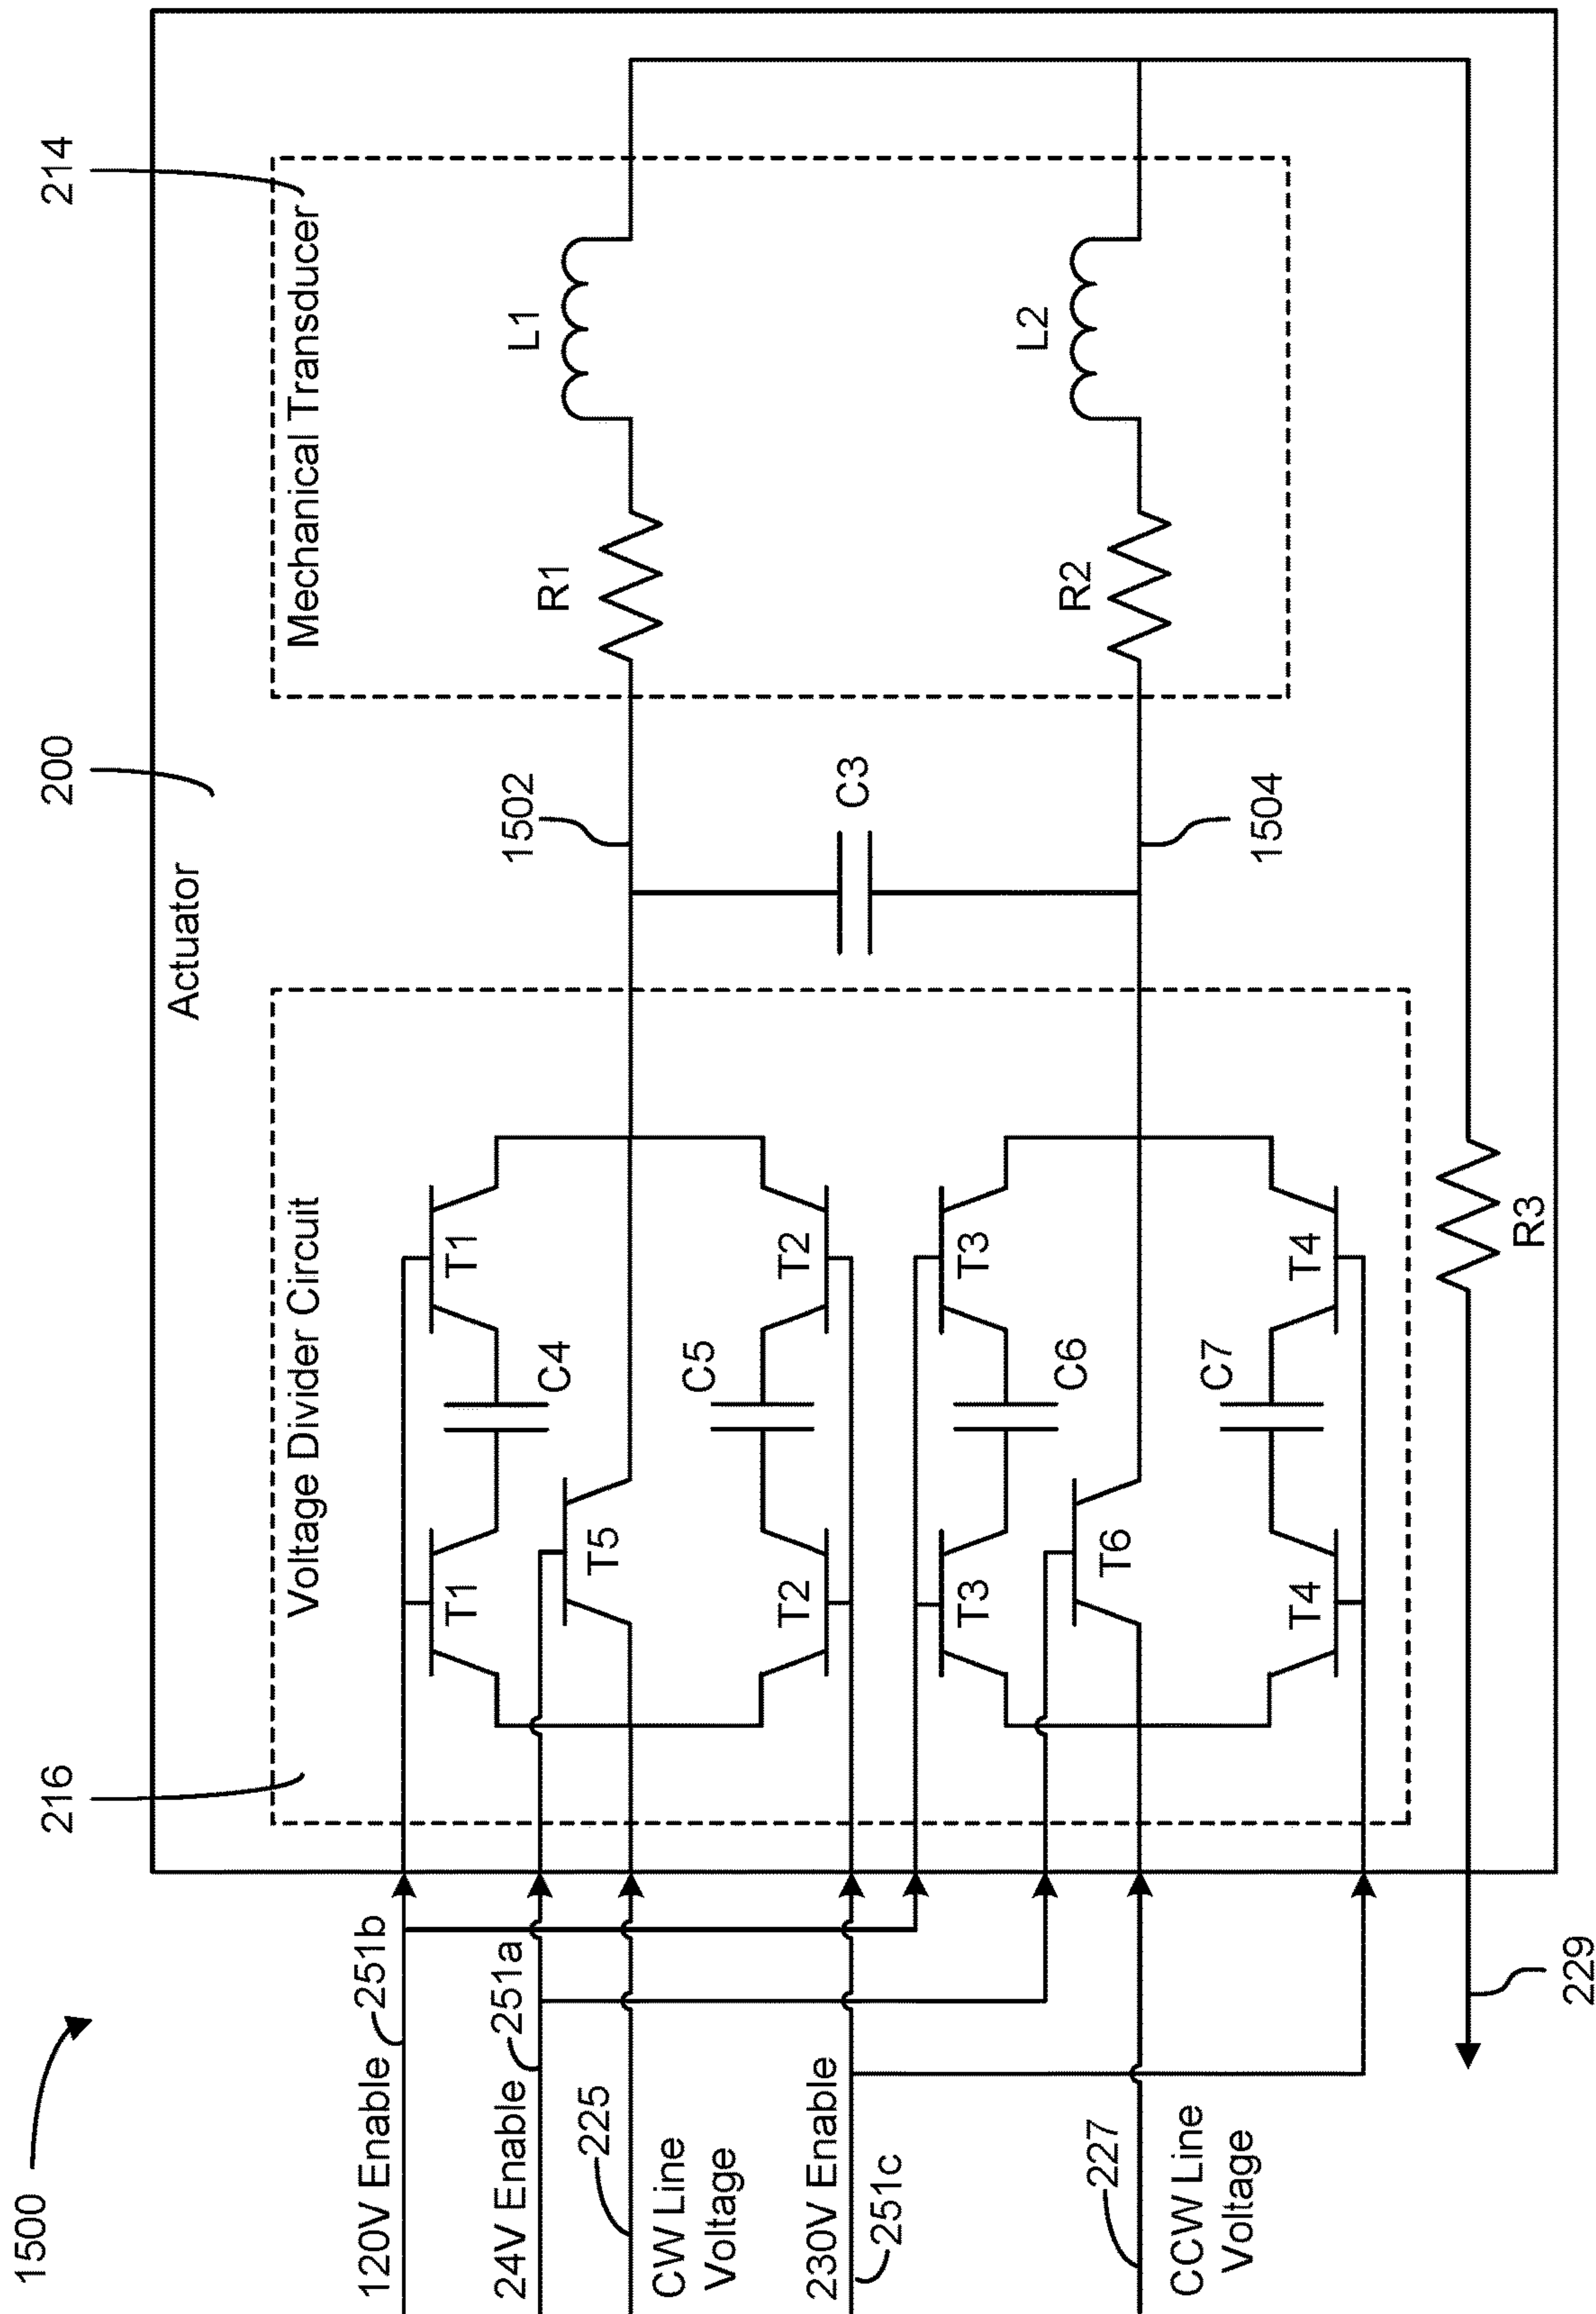 1500
216
200
214
Actuator
Voltage Divider Circuit
Mechanical Transducer
120V Enable
251b
T1
T1
C4
24V Enable
251a
T5
225
CW Line
Voltage
1502
R1
L1
C5
T2
T2
230V Enable
251c
C3
T3
T3
C6
T6
227
CCW Line
Voltage
1504
R2
L2
C7
T4
T4
R3
229